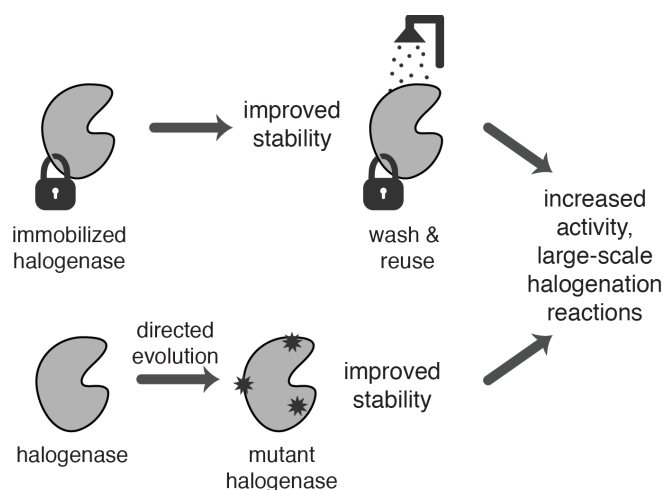 improved
stability
immobilized
halogenase
wash &
reuse
increased
activity,
large-scale
halogenation
reactions
directed
evolution
halogenase
mutant
halogenase
improved
stability